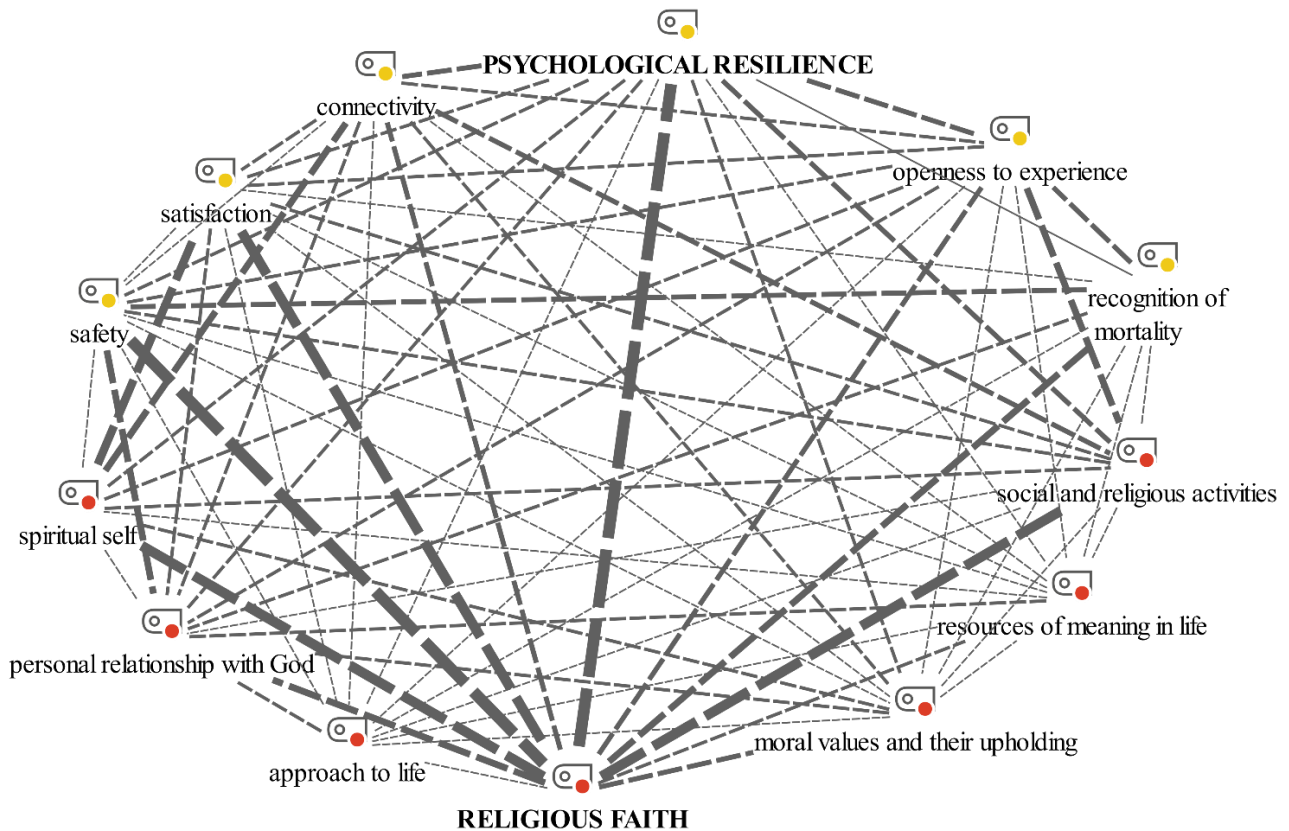 PSYCHOLOGICAL RESILIENCE
connectivity
openness to experience
satisfaction
recognition of
mortality
safety
social and religious activities
spiritual self
resources of meaning in life
personal relationship with God
moral values and their upholding
approach to life
RELIGIOUS FAITH